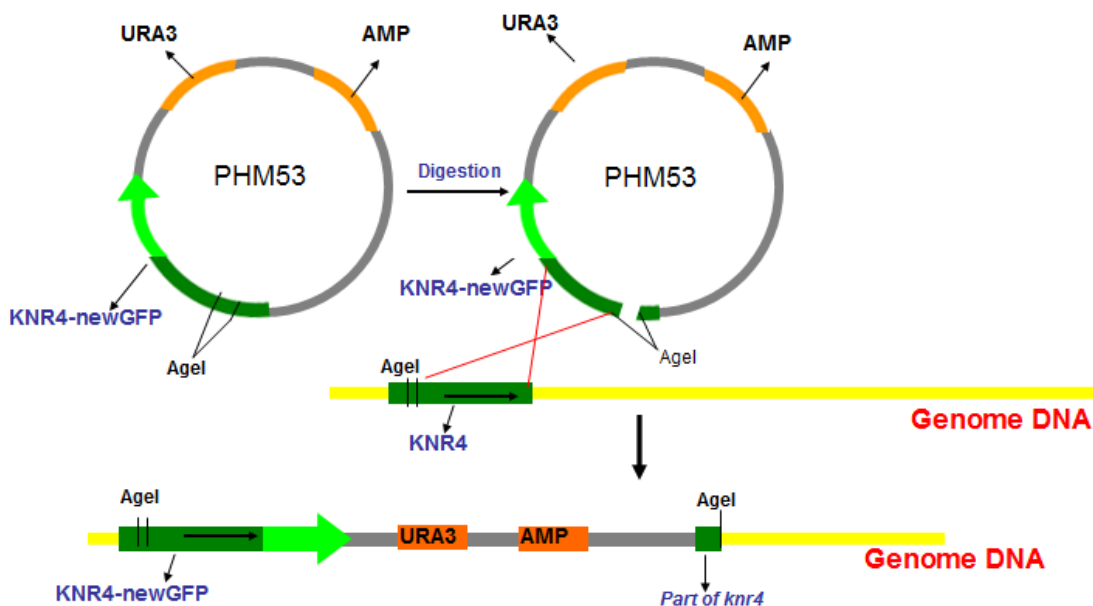 URA3
AMP
PHM53
KNR4-newGFP
AgeI
Digestion
URA3
AMP
PHM53
KNR4-newGFP
AgeI
AgeI
KNR4
Genome DNA
AgeI
URA3
AMP
AgeI
KNR4-newGFP
Part of knr4
Genome DNA